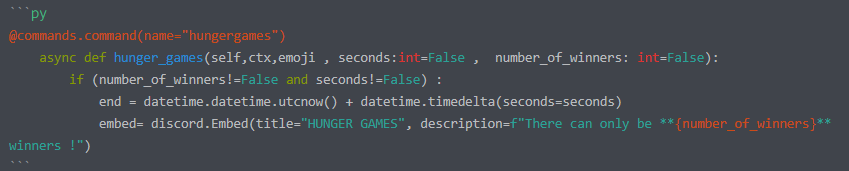 ```py
@commands.command(name="hungergames")
    async def hunger_games(self,ctx,emoji , seconds:int=False ,  number_of_winners: int=False):
        if (number_of_winners!=False and seconds!=False) :
            end = datetime.datetime.utcnow() + datetime.timedelta(seconds=seconds)
            embed= discord.Embed(title="HUNGER GAMES", description=f"There can only be **{number_of_winners}**
winners !")
```